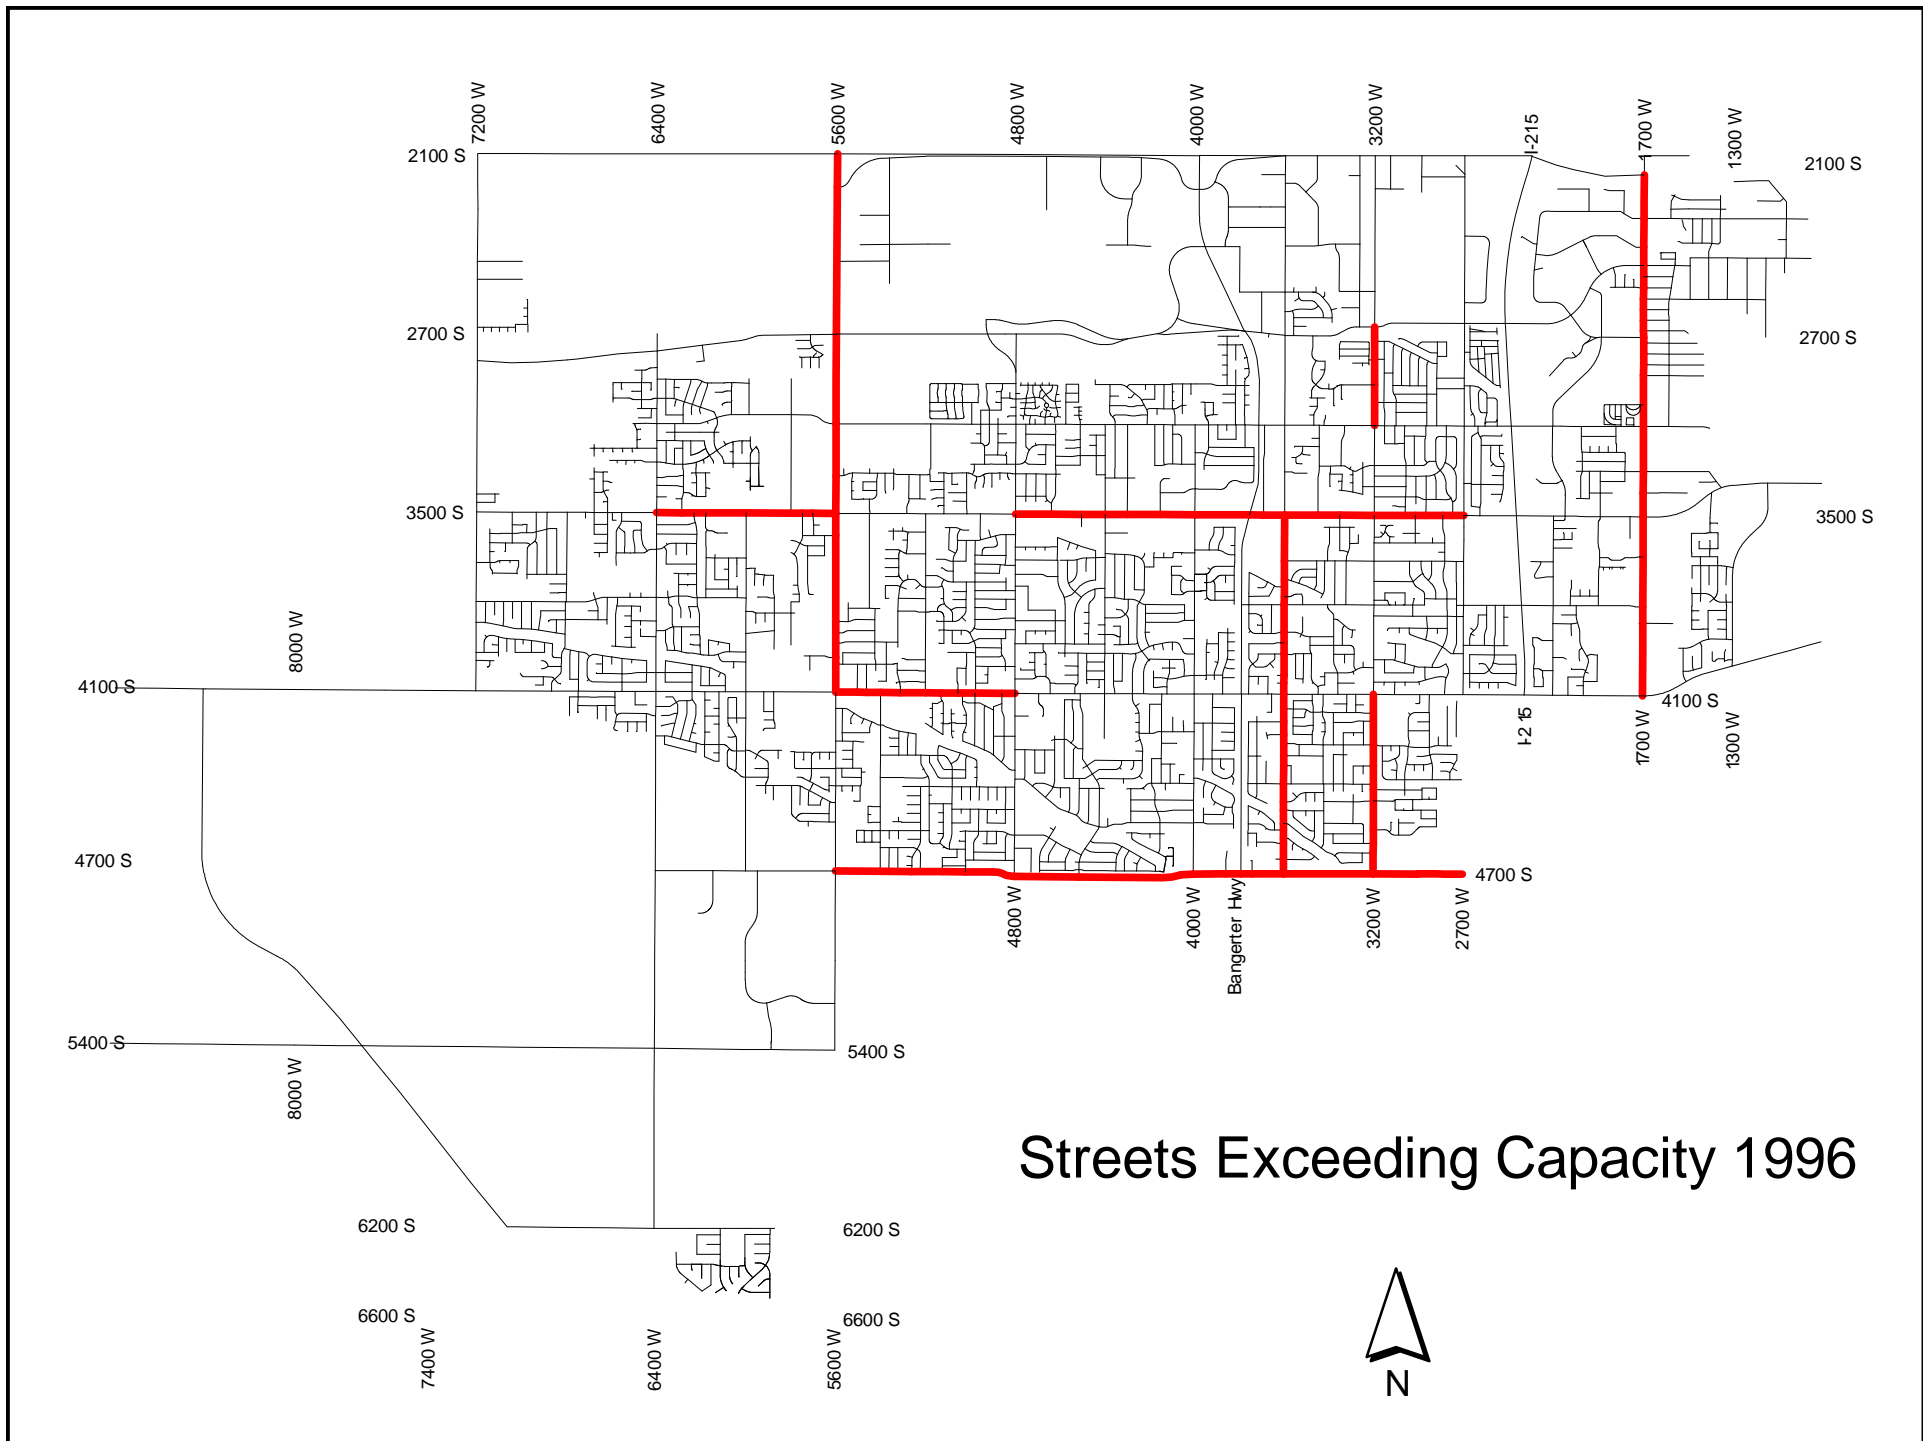 7200 W
6400 W
5600 W
4800 W
4000 W
3200 W
I-215
1700 W
1300 W
2100 S
2100 S
2700 S
2700 S
3500 S
3500 S
8000 W
4100 S
4100 S
I-215
1700 W
1300 W
4700 S
4700 S
4800 W
4000 W
Bangerter Hwy
3200 W
2700 W
5400 S
5400 S
8000 W
Streets Exceeding Capacity 1996
6200 S
6200 S
6600 S
6600 S
7400 W
6400 W
5600 W
N